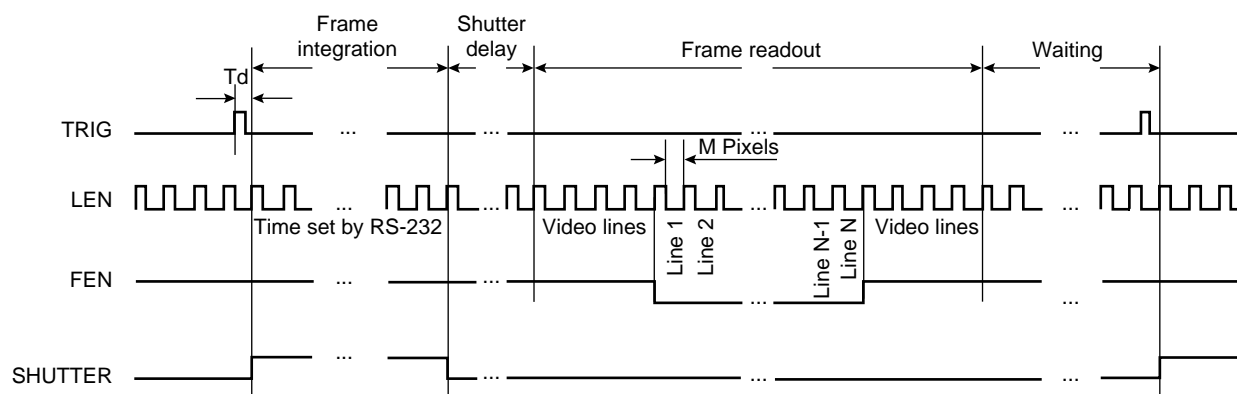 Frame
integration
Shutter
delay
Frame readout
Waiting
Td
TRIG
... ... ... ...
M Pixels
LEN
... ... ... ...
Time set by RS-232
Video lines
Line 1
Line 2
Line N-1
Line N
Video lines
FEN
... ... ... ...
SHUTTER
... ... ... ...